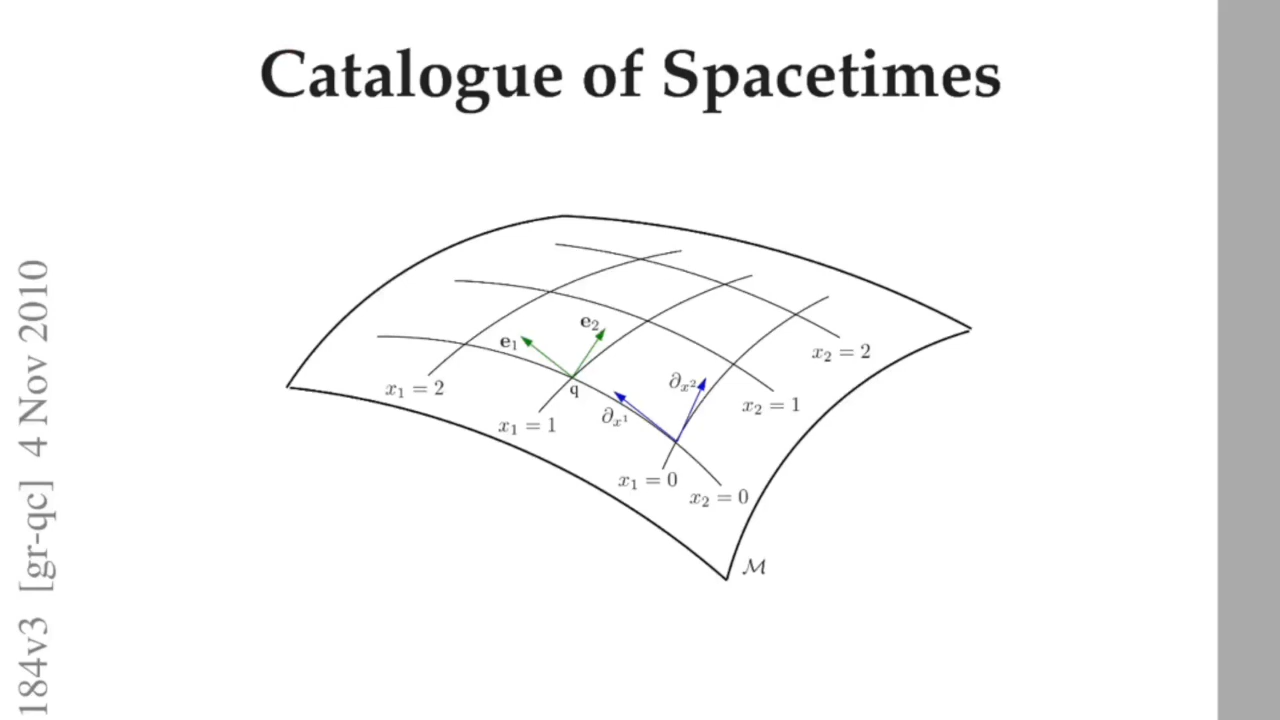 Catalogue of Spacetimes
184v3 [gr-qc] 4 Nov 2010
e₂
e₁
x₂ = 2
∂ₓ²
x₁ = 2
q
x₂ = 1
∂ₓ¹
x₁ = 1
x₁ = 0
x₂ = 0
ℳ